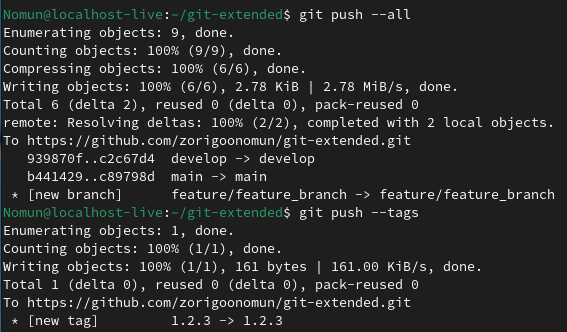 Nomun@localhost-live:~/git-extended$ git push --all
Enumerating objects: 9, done.
Counting objects: 100% (9/9), done.
Compressing objects: 100% (6/6), done.
Writing objects: 100% (6/6), 2.78 KiB | 2.78 MiB/s, done.
Total 6 (delta 2), reused 0 (delta 0), pack-reused 0
remote: Resolving deltas: 100% (2/2), completed with 2 local objects.
To https://github.com/zorigoonomun/git-extended.git
   939870f..c2c67d4  develop -> develop
   b441429..c89798d  main -> main
 * [new branch]      feature/feature_branch -> feature/feature_branch
Nomun@localhost-live:~/git-extended$ git push --tags
Enumerating objects: 1, done.
Counting objects: 100% (1/1), done.
Writing objects: 100% (1/1), 161 bytes | 161.00 KiB/s, done.
Total 1 (delta 0), reused 0 (delta 0), pack-reused 0
To https://github.com/zorigoonomun/git-extended.git
 * [new tag]         1.2.3 -> 1.2.3